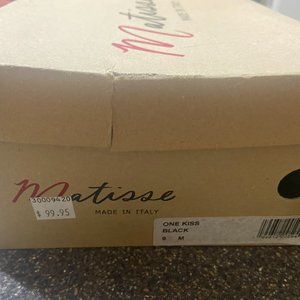 Matisse
Matisse
MADE IN ITALY
30009420
$ 99.95
ONE KISS
BLACK
9 M